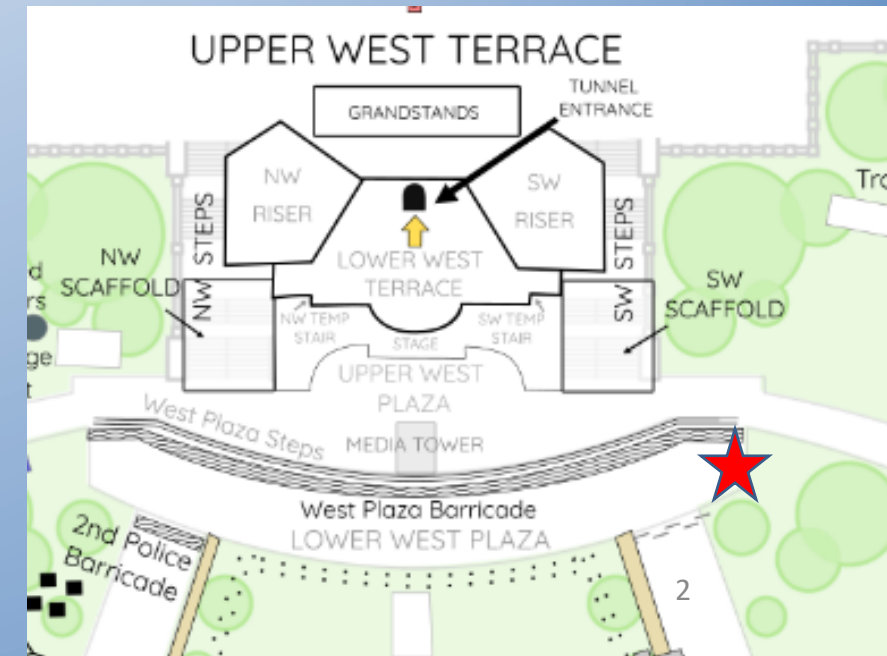 UPPER WEST TERRACE
GRANDSTANDS
TUNNEL
ENTRANCE
NW
RISER
SW
RISER
NW STEPS
SW STEPS
LOWER WEST
TERRACE
NW
SCAFFOLD
SW
SCAFFOLD
NW TEMP
STAIR
SW TEMP
STAIR
STAGE
UPPER WEST
PLAZA
West Plaza Steps
MEDIA TOWER
West Plaza Barricade
LOWER WEST PLAZA
2nd Police
Barricade
2